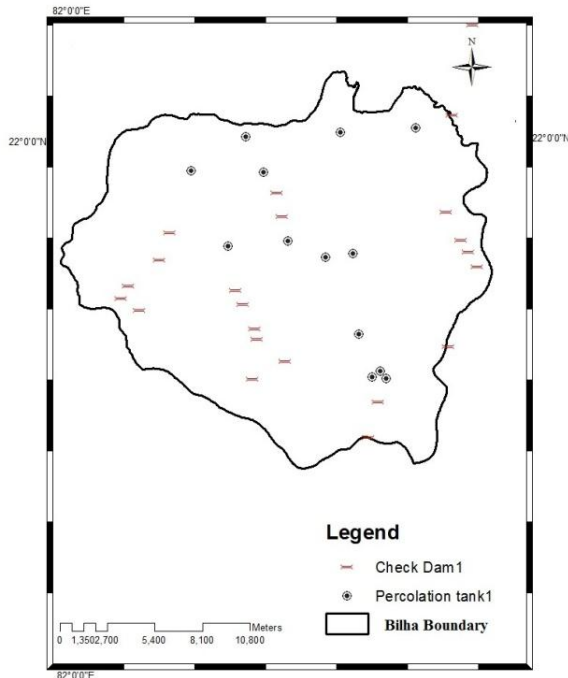 82°0'0"E
N
22°0'0"N
22°0'0"N
Legend
Check Dam1
Percolation tank1
Bilha Boundary
Meters
0 1,3502,700 5,400 8,100 10,800
82°0'0"E